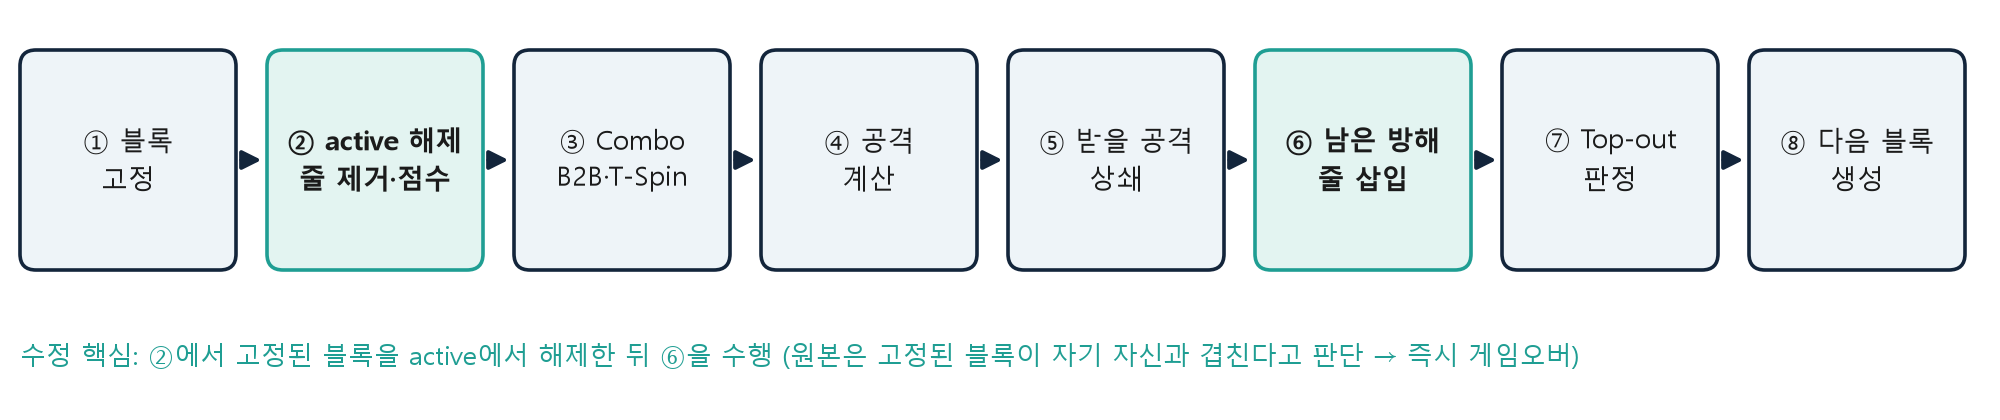 ① 블록
고정
② active 해제
줄 제거·점수
③ Combo
B2B·T-Spin
④ 공격
계산
⑤ 받을 공격
상쇄
⑥ 남은 방해
줄 삽입
⑦ Top-out
판정
⑧ 다음 블록
생성
수정 핵심: ②에서 고정된 블록을 active에서 해제한 뒤 ⑥을 수행 (원본은 고정된 블록이 자기 자신과 겹친다고 판단 → 즉시 게임오버)